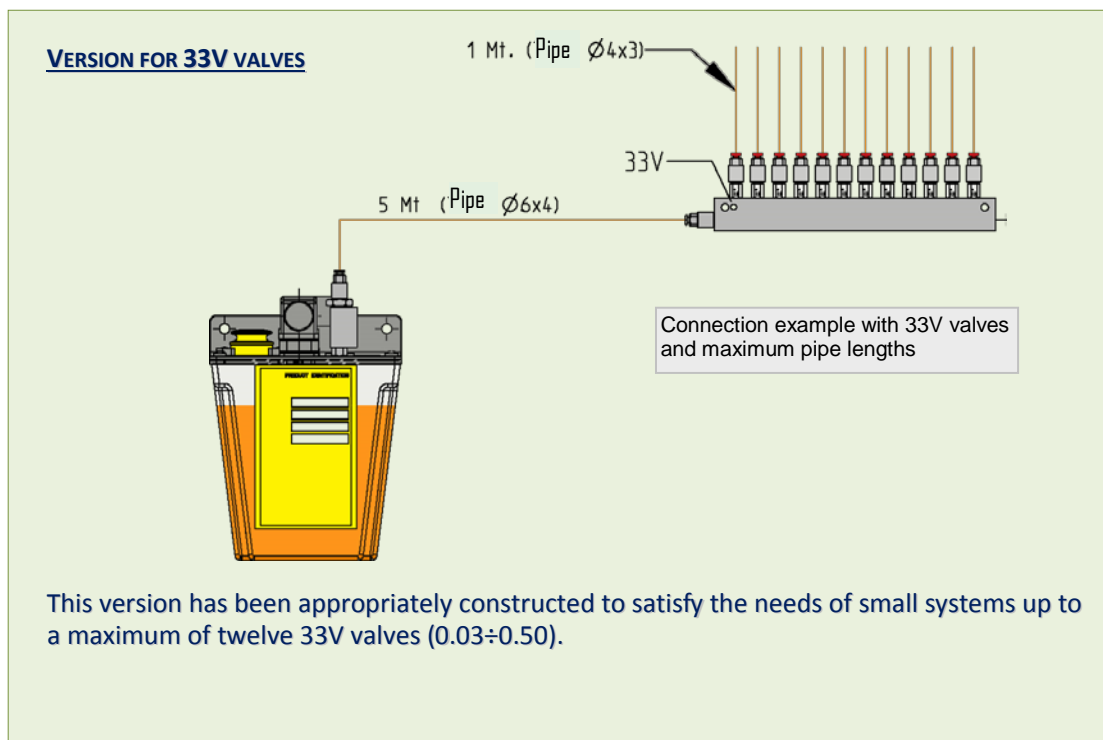 VERSION FOR 33V VALVES
1 Mt. (Pipe Ø4x3)
33V
5 Mt (Pipe Ø6x4)
Connection example with 33V valves
and maximum pipe lengths
PRODUCT IDENTIFICATION
This version has been appropriately constructed to satisfy the needs of small systems up to
a maximum of twelve 33V valves (0.03÷0.50).